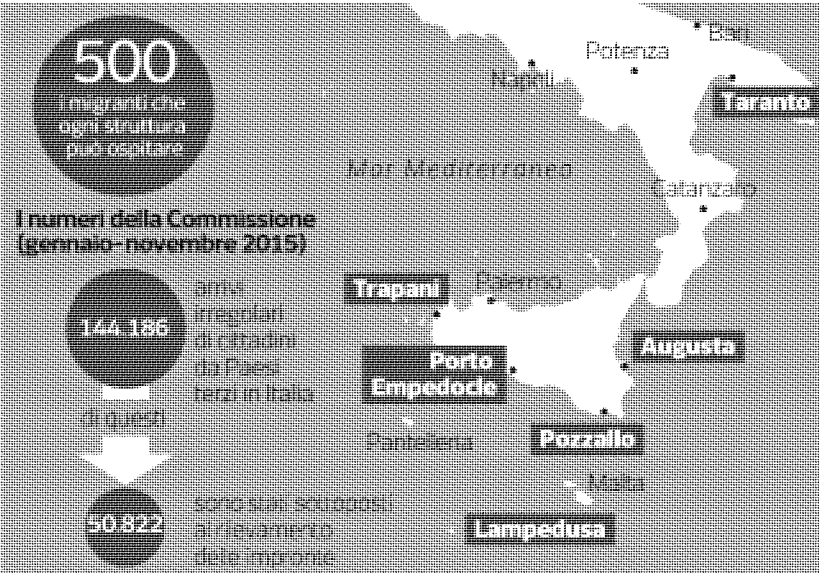 500
i migranti che
ogni struttura
può ospitare
I numeri della Commissione
(gennaio-novembre 2015)
144.186
arrivi
irregolari
di cittadini
da Paesi
terzi in Italia
di questi
50.822
sono stati sottoposti
al rilevamento
delle impronte
Bari
Potenza
Napoli
Taranto
Mar Mediterraneo
Catanzaro
Trapani
Palermo
Augusta
Porto
Empedocle
Pozzallo
Pantelleria
Malta
Lampedusa